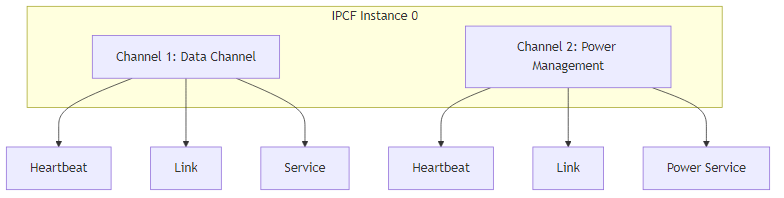 IPCF Instance 0
Channel 1: Data Channel
Channel 2: Power
Management
Heartbeat
Link
Service
Heartbeat
Link
Power Service